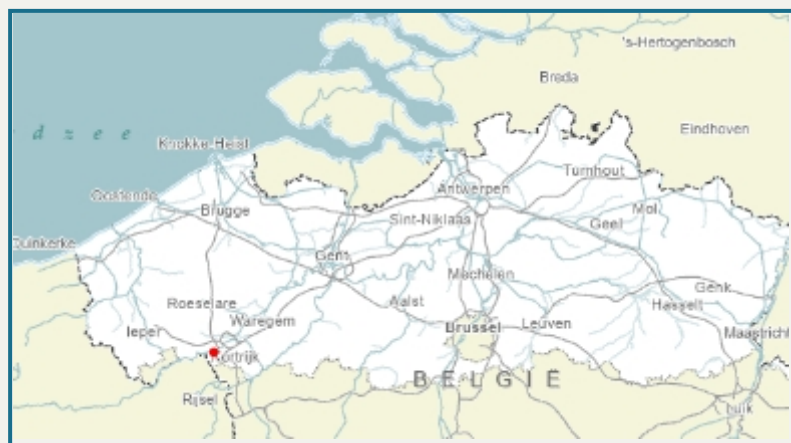 's-Hertogenbosch
Breda
d z e e
Eindhoven
Knokke-Heist
Turnhout
Antwerpen
Oostende
Mol
Brugge
Sint-Niklaas
Geel
Duinkerke
Gent
Mechelen
Genk
Roeselare
Aalst
Hasselt
Waregem
Ieper
Brussel
Leuven
Maastricht
Kortrijk
BELGIË
Rijsel
Luik